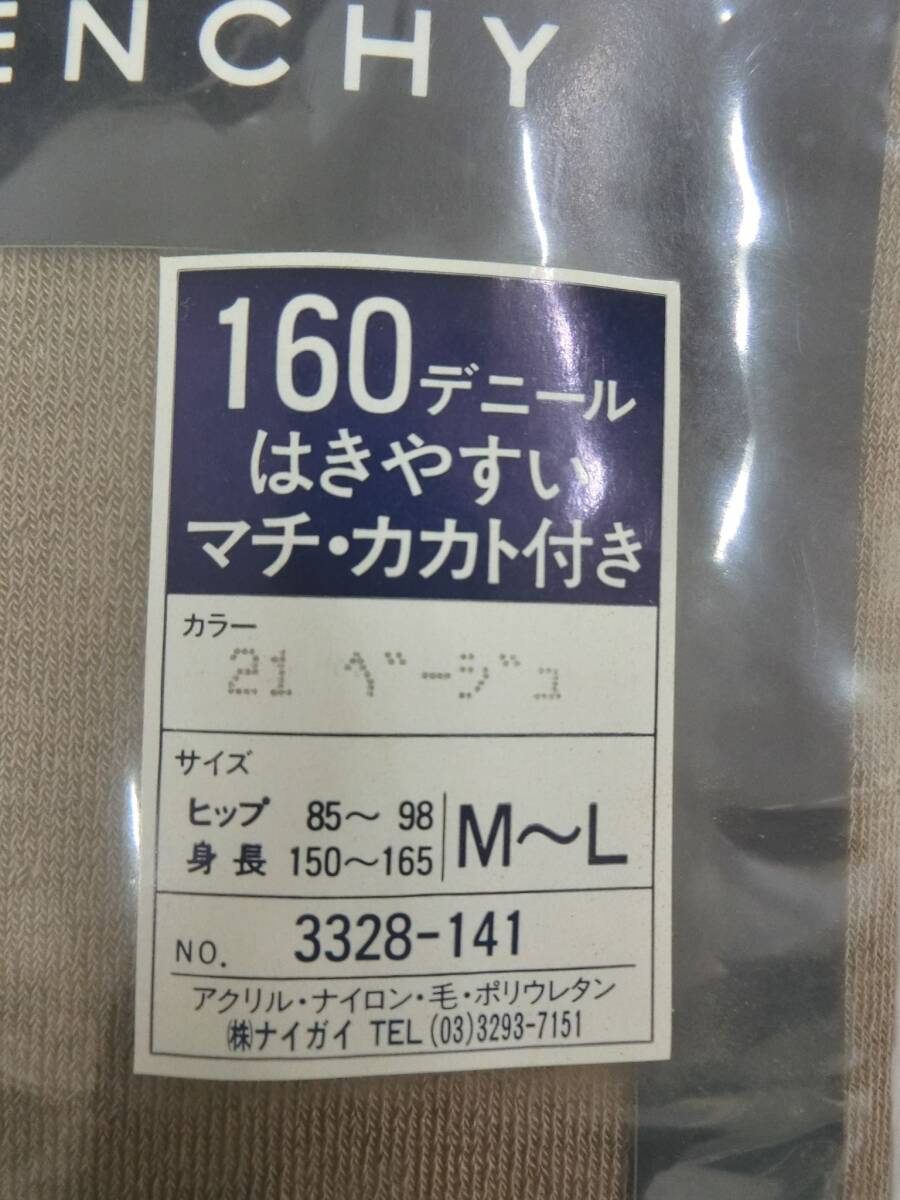 ENCHY
160デニール
はきやすい
マチ・カカト付き
カラー
21 ベージュ
サイズ
ヒップ 85〜 98
身長 150〜165
M〜L
NO. 3328-141
アクリル・ナイロン・毛・ポリウレタン
㈱ナイガイ TEL(03)3293-7151